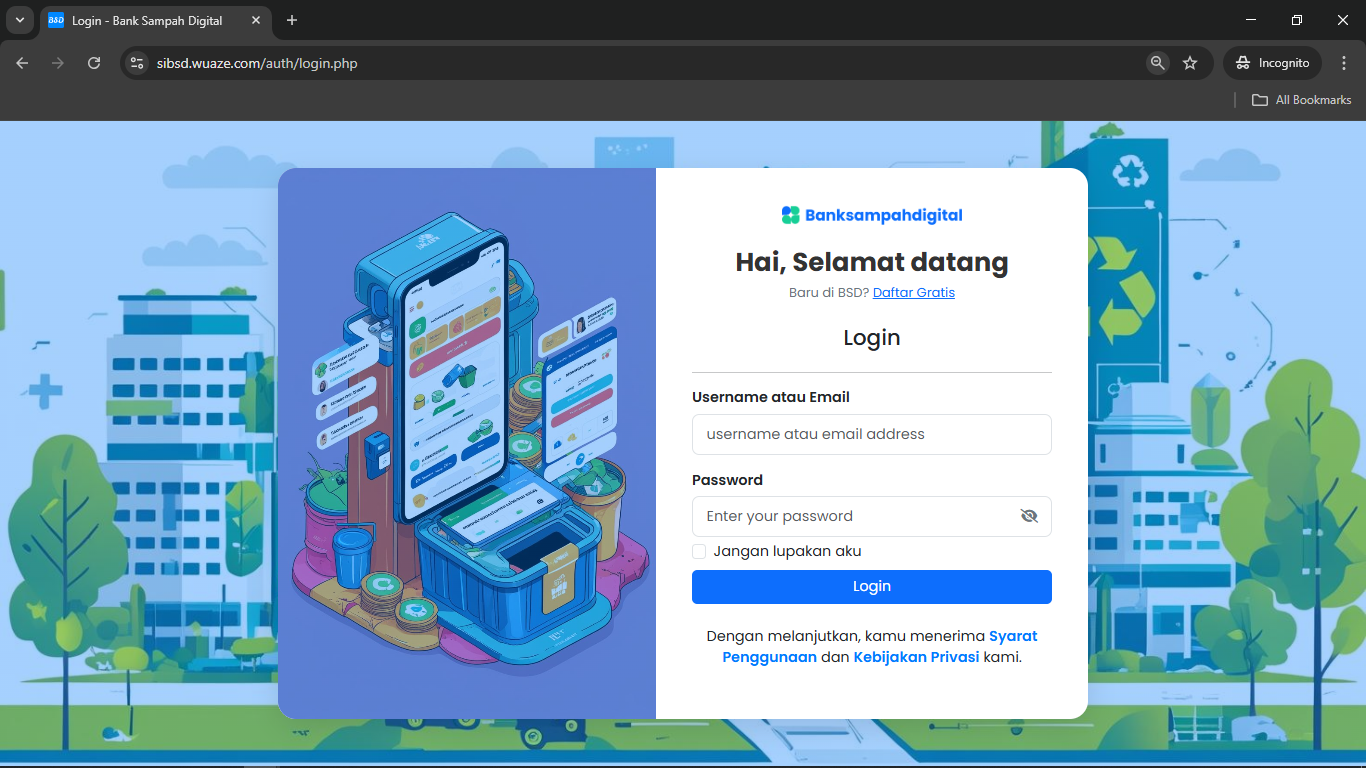 BSD
Login - Bank Sampah Digital
sibsd.wuaze.com/auth/login.php
Incognito
All Bookmarks
Banksampahdigital
Hai, Selamat datang
Baru di BSD? Daftar Gratis
Login
Username atau Email
username atau email address
Password
Enter your password
Jangan lupakan aku
Login
Dengan melanjutkan, kamu menerima Syarat
Penggunaan dan Kebijakan Privasi kami.